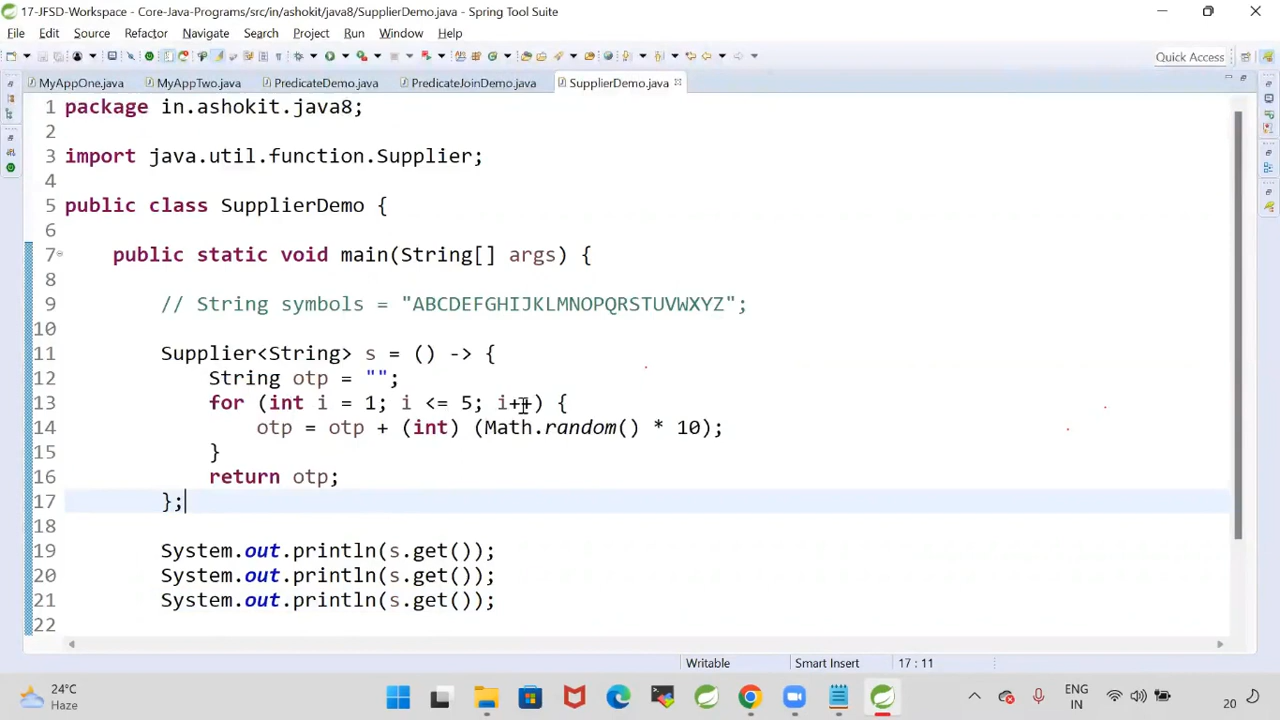 17-JFSD-Workspace - Core-Java-Programs/src/in/ashokit/java8/SupplierDemo.java - Spring Tool Suite
File Edit Source Refactor Navigate Search Project Run Window Help
Quick Access
MyAppOne.java MyAppTwo.java PredicateDemo.java PredicateJoinDemo.java SupplierDemo.java
1 package in.ashokit.java8;
2
3 import java.util.function.Supplier;
4
5 public class SupplierDemo {
6
7 public static void main(String[] args) {
8
9 // String symbols = "ABCDEFGHIJKLMNOPQRSTUVWXYZ";
10
11 Supplier<String> s = () -> {
12 String otp = "";
13 for (int i = 1; i <= 5; i++) {
14 otp = otp + (int) (Math.random() * 10);
15 }
16 return otp;
17 };
18
19 System.out.println(s.get());
20 System.out.println(s.get());
21 System.out.println(s.get());
22
Writable Smart Insert 17 : 11
24°C
Haze
ENG
IN
20